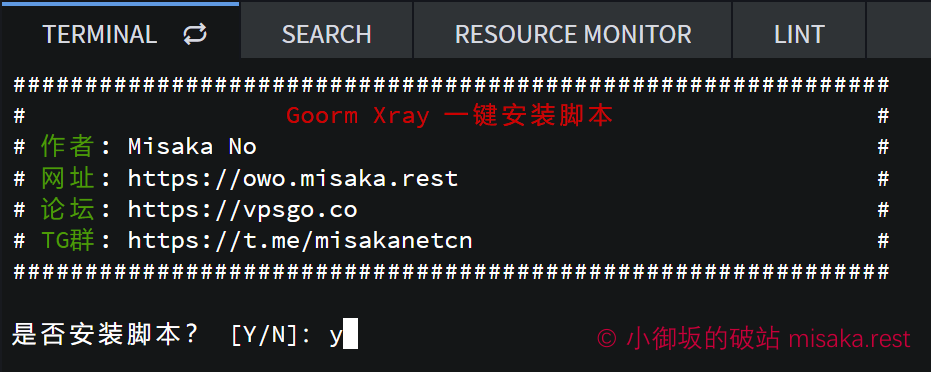 TERMINAL SEARCH RESOURCE MONITOR LINT
#############################################################
# Goorm Xray 一键安装脚本 #
# 作者: Misaka No #
# 网址: https://owo.misaka.rest #
# 论坛: https://vpsgo.co #
# TG群: https://t.me/misakanetcn #
#############################################################
是否安装脚本? [Y/N]: y
© 小御坂的破站 misaka.rest